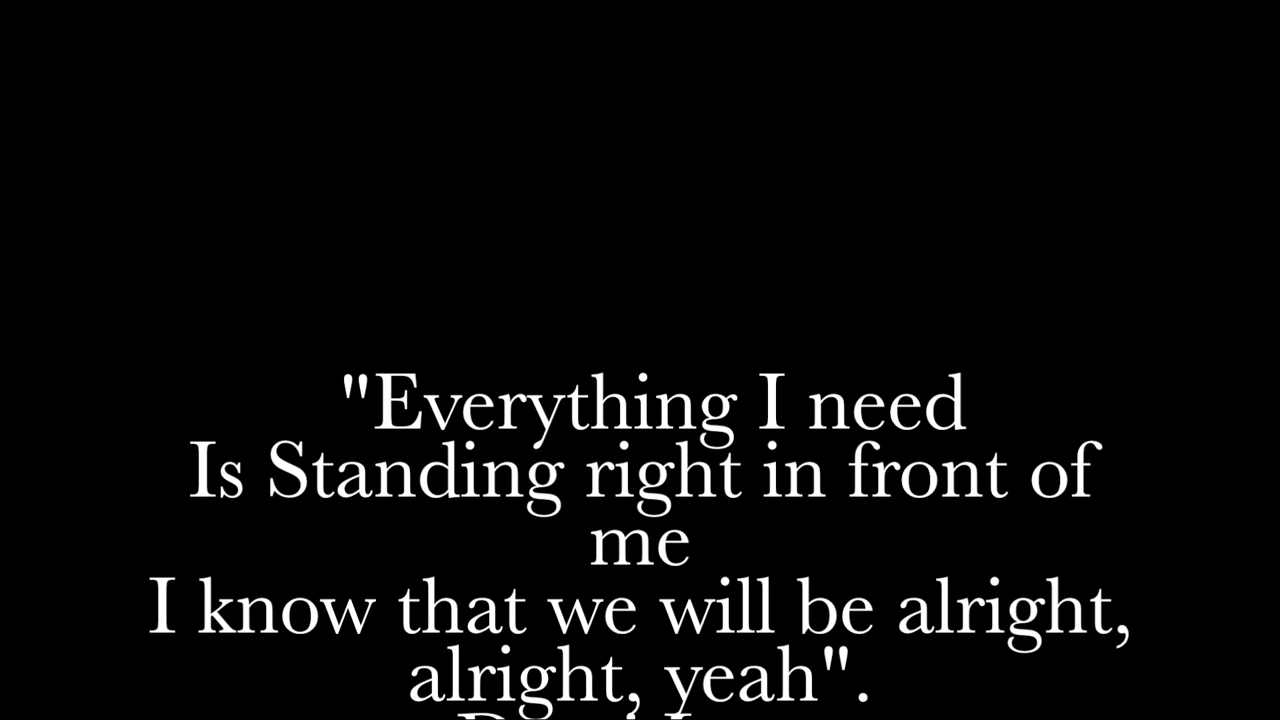 "Everything I need
Is Standing right in front of
me
I know that we will be alright,
alright, yeah".